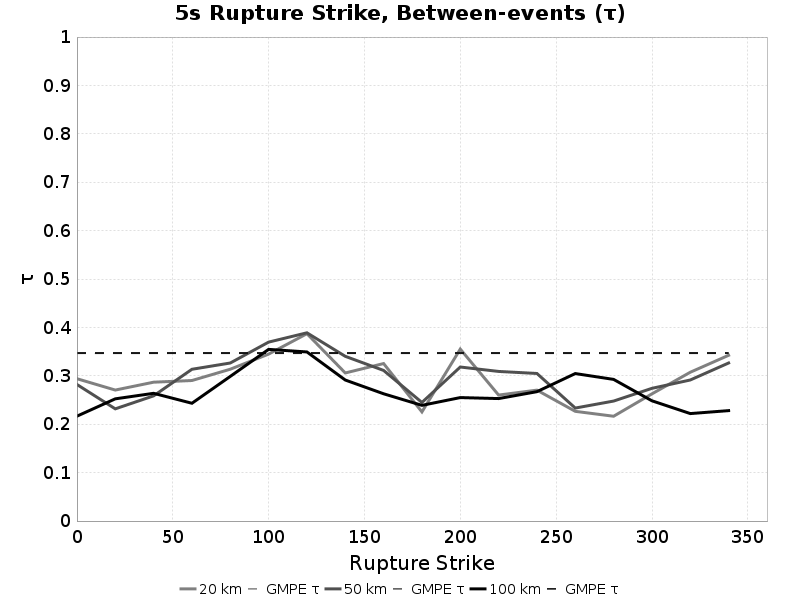 5s Rupture Strike, Between-events (τ)
1
0.9
0.8
0.7
0.6
0.5
0.4
0.3
0.2
0.1
0
τ
0 50 100 150 200 250 300 350
Rupture Strike
20 km GMPE τ 50 km GMPE τ 100 km GMPE τ